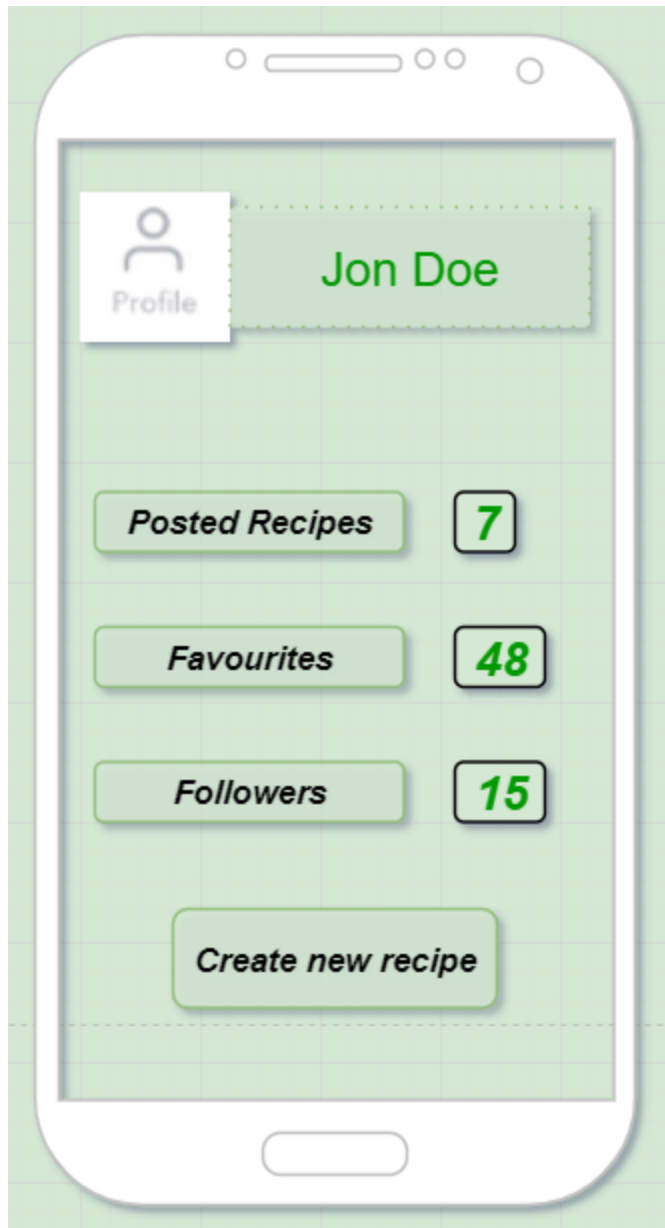 Profile
Jon Doe
Posted Recipes 7
Favourites 48
Followers 15
Create new recipe